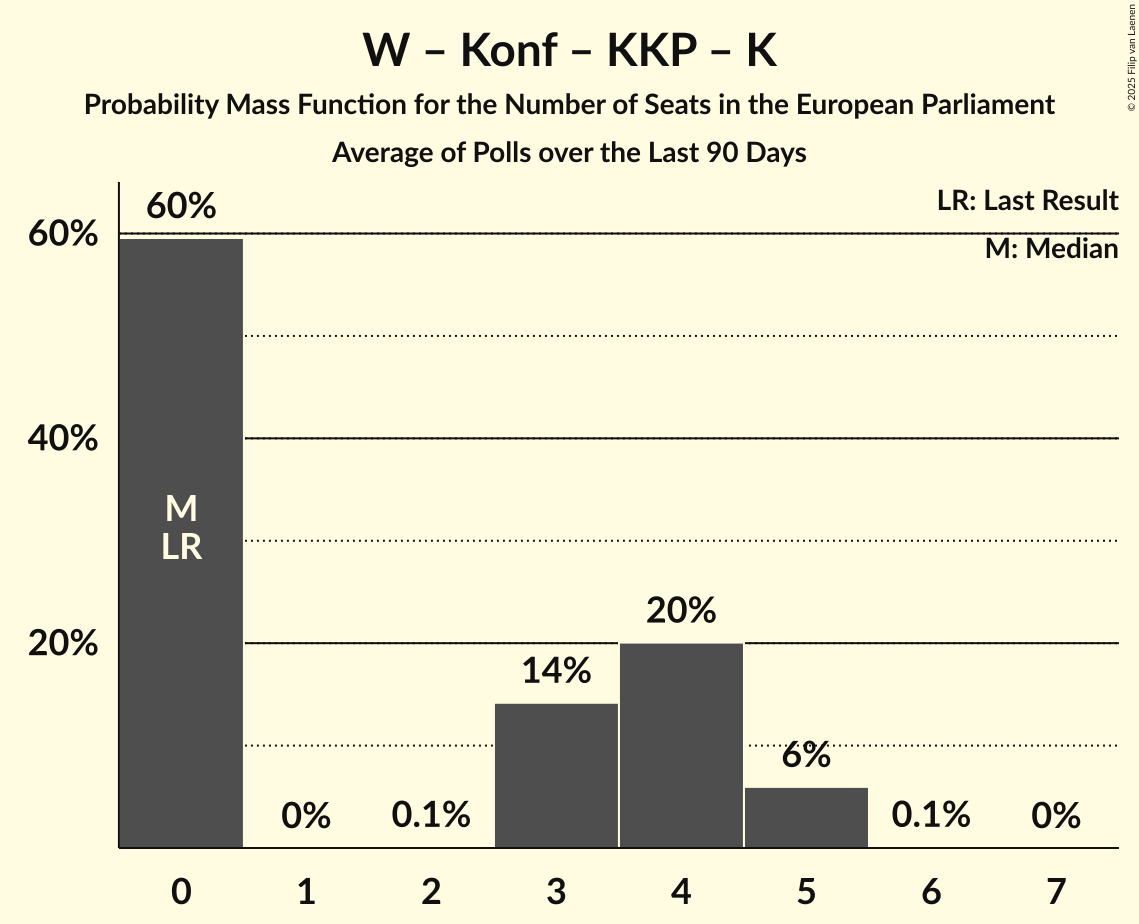 W – Konf – KKP – K
Probability Mass Function for the Number of Seats in the European Parliament
Average of Polls over the Last 90 Days
© 2025 Filip van Laenen
LR: Last Result
M: Median
60%
40%
20%
60%
M
LR
0%
0.1%
14%
20%
6%
0.1%
0%
0 1 2 3 4 5 6 7